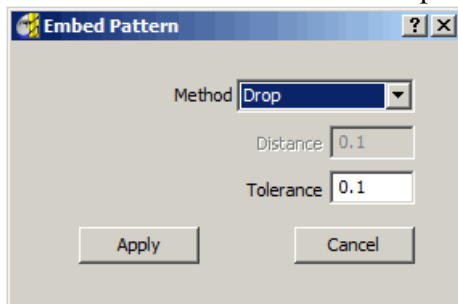 Embed Pattern ? X
Method Drop
Distance 0.1
Tolerance 0.1
Apply Cancel